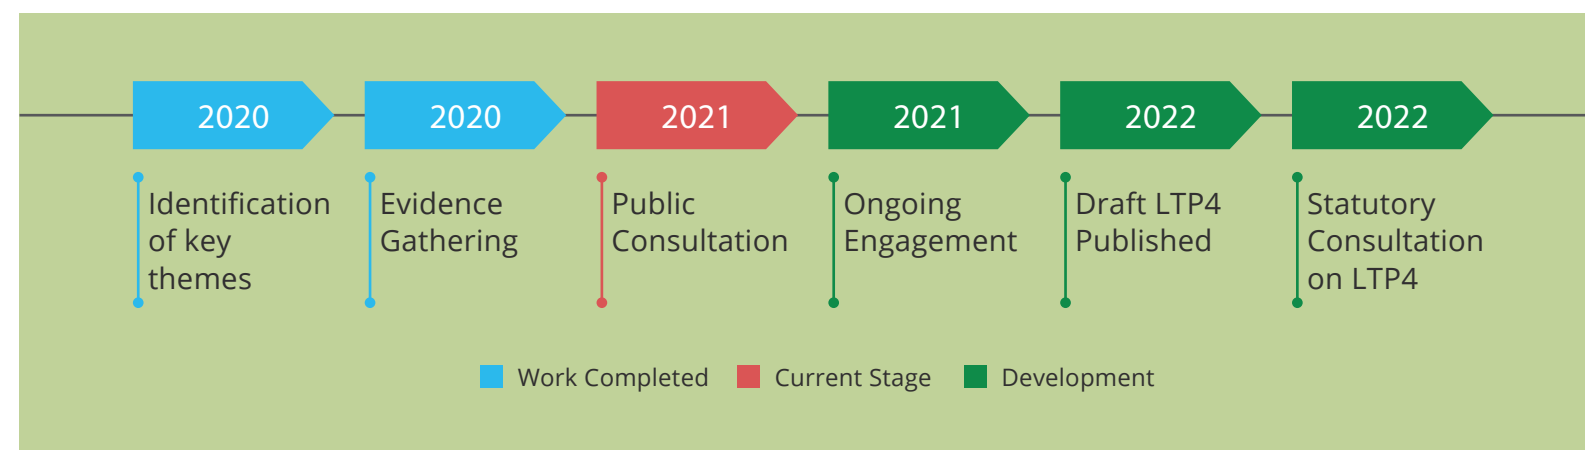 2020
2020
2021
2021
2022
2022
Identification
of key
themes
Evidence
Gathering
Public
Consultation
Ongoing
Engagement
Draft LTP4
Published
Statutory
Consultation
on LTP4
Work Completed
Current Stage
Development